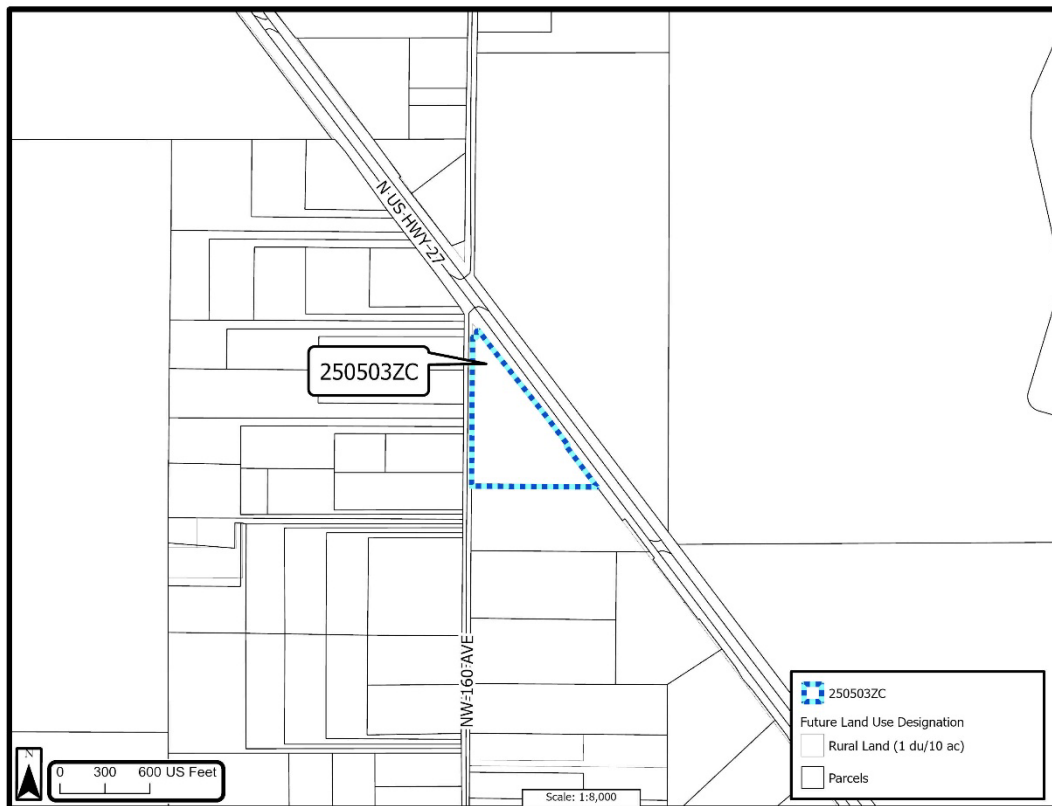 N US HWY 27
250503ZC
NW 160 AVE
250503ZC
Future Land Use Designation
Rural Land (1 du/10 ac)
Parcels
N
0 300 600 US Feet
Scale: 1:8,000